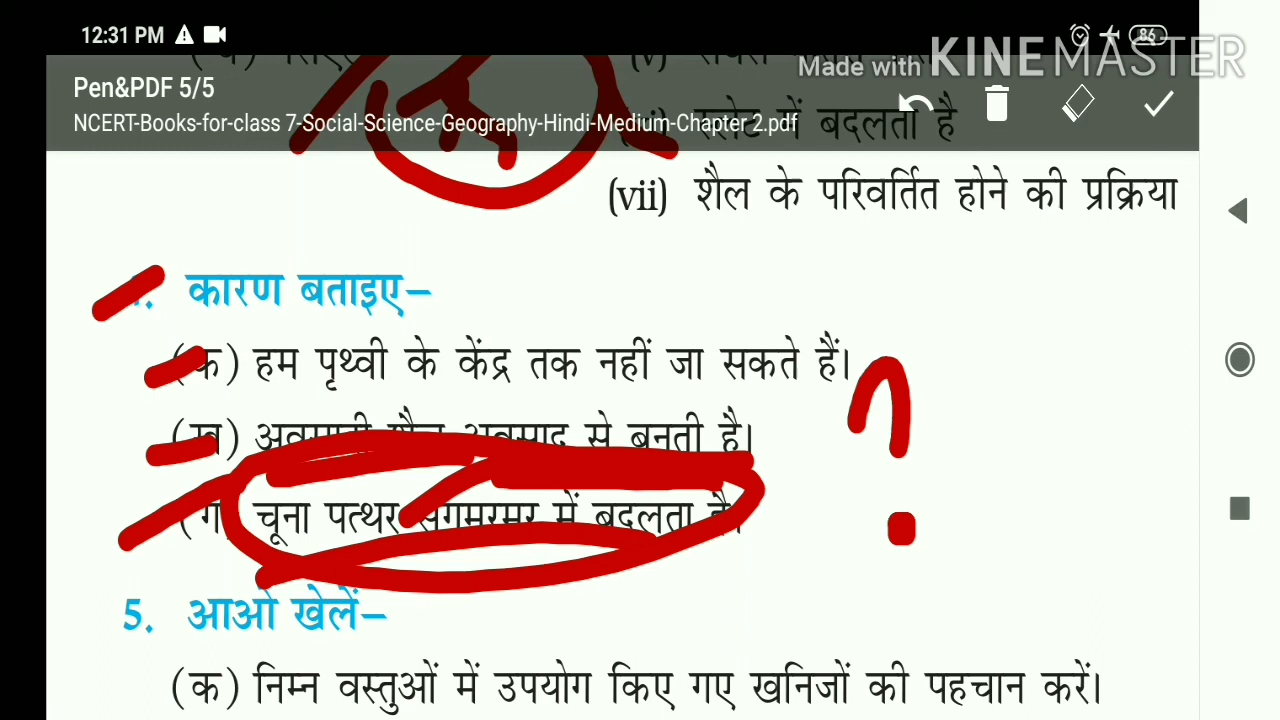 12:31 PM
86
Made with KINEMASTER
Pen&PDF 5/5
NCERT-Books-for-class 7-Social-Science-Geography-Hindi-Medium-Chapter 2.pdf
स्लेट में बदलता है
(vii) शैल के परिवर्तित होने की प्रक्रिया
कारण बताइए–
(क) हम पृथ्वी के केंद्र तक नहीं जा सकते हैं।
(ख) अवसादी शैल अवसाद से बनती है।
(ग) चूना पत्थर संगमरमर में बदलता है।
?
5. आओ खेलें–
(क) निम्न वस्तुओं में उपयोग किए गए खनिजों की पहचान करें।